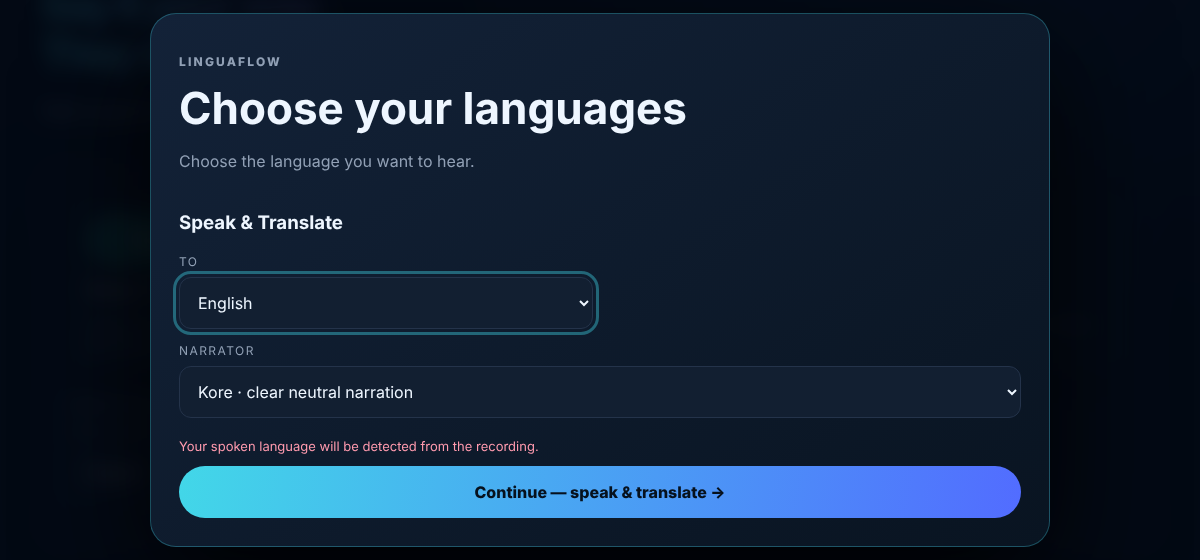 LINGUAFLOW
Choose your languages
Choose the language you want to hear.
Speak & Translate
TO
English
NARRATOR
Kore · clear neutral narration
Your spoken language will be detected from the recording.
Continue — speak & translate →